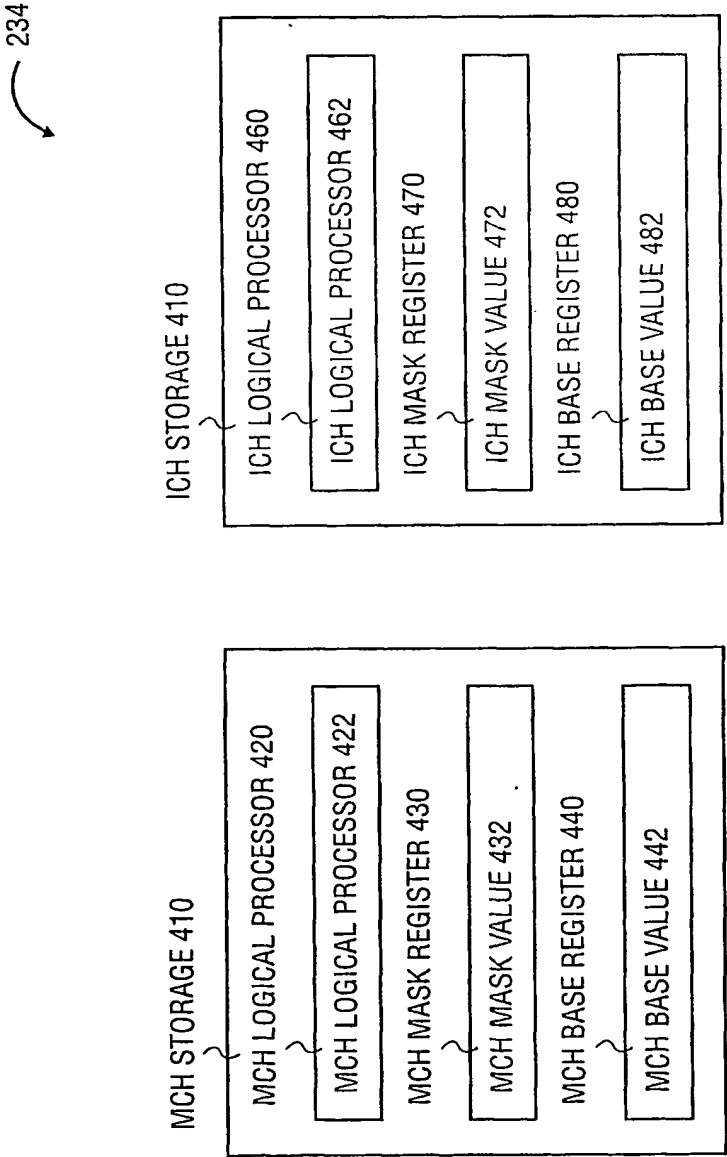 234
MCH STORAGE 410
MCH LOGICAL PROCESSOR 420
MCH LOGICAL PROCESSOR 422
MCH MASK REGISTER 430
MCH MASK VALUE 432
MCH BASE REGISTER 440
MCH BASE VALUE 442
ICH STORAGE 410
ICH LOGICAL PROCESSOR 460
ICH LOGICAL PROCESSOR 462
ICH MASK REGISTER 470
ICH MASK VALUE 472
ICH BASE REGISTER 480
ICH BASE VALUE 482